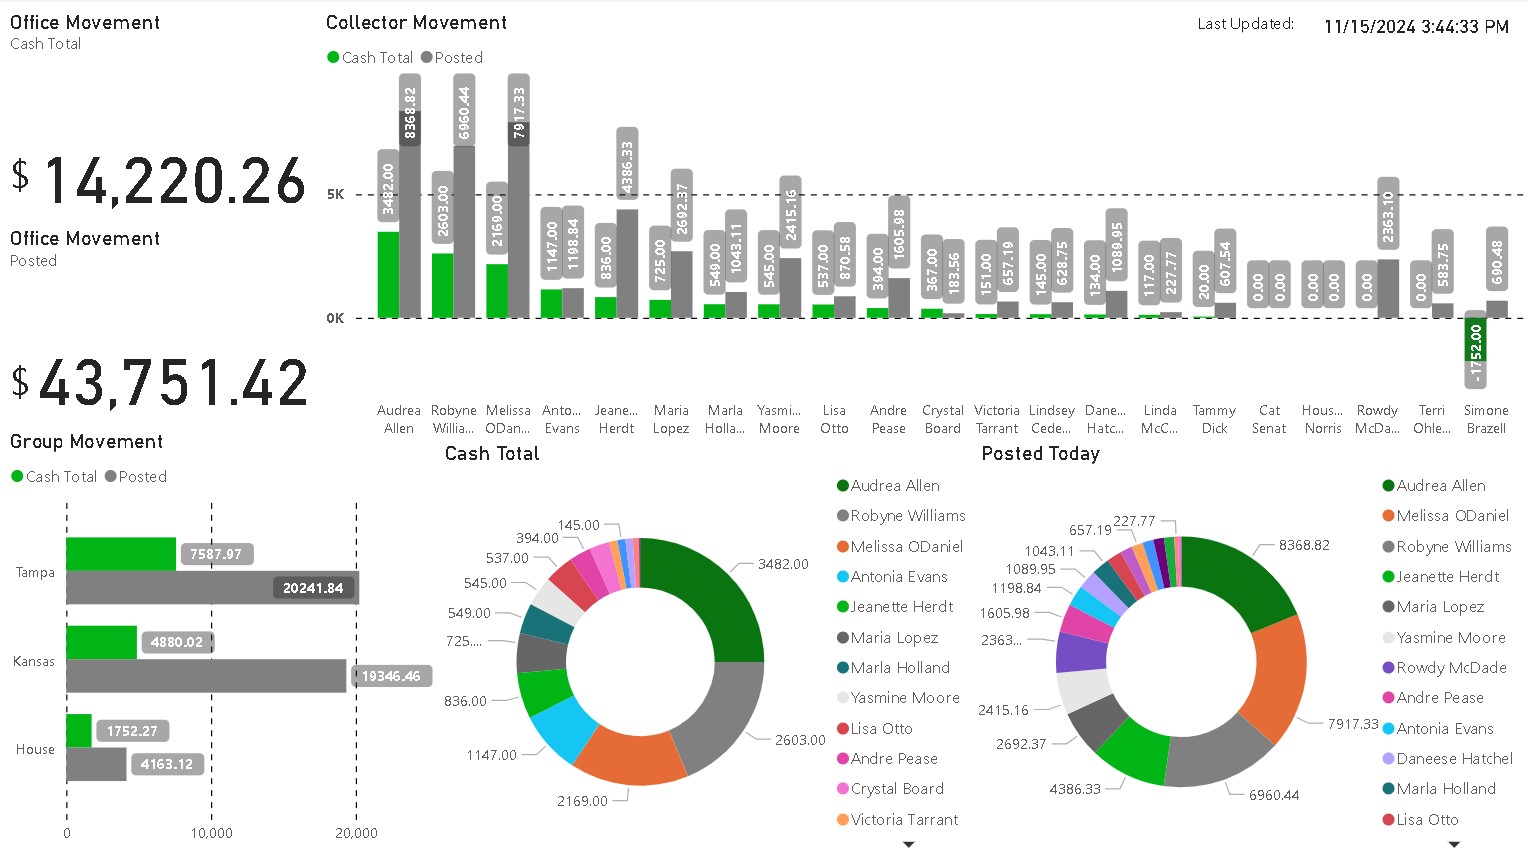 Office Movement
Cash Total
$ 14,220.26
Office Movement
Posted
$ 43,751.42
Collector Movement
Last Updated: 11/15/2024 3:44:33 PM
Cash Total Posted
5K
0K
3482.00 8368.82
2603.00 6960.44
2169.00 7917.33
1147.00 1198.84
836.00 4386.33
725.00 2692.37
549.00 1043.11
545.00 2415.16
537.00 870.58
394.00 1605.98
367.00 183.56
151.00 657.19
145.00 628.75
134.00 1089.95
117.00 227.77
20.00 607.54
0.00 0.00
0.00 0.00
0.00 2363.10
0.00 583.75
-1752.00 690.48
Audrea Allen
Robyne Willia...
Melissa ODan...
Anto... Evans
Jeane... Herdt
Maria Lopez
Marla Holla...
Yasmi... Moore
Lisa Otto
Andre Pease
Crystal Board
Victoria Tarrant
Lindsey Cede...
Dane... Hatc...
Linda McC...
Tammy Dick
Cat Senat
Hous... Norris
Rowdy McDa...
Terri Ohle...
Simone Brazell
Group Movement
Cash Total Posted
Tampa
7587.97
20241.84
Kansas
4880.02
19346.46
House
1752.27
4163.12
0 10,000 20,000
Cash Total
145.00
394.00
537.00
545.00
549.00
725....
836.00
1147.00
2169.00
2603.00
3482.00
Audrea Allen
Robyne Williams
Melissa ODaniel
Antonia Evans
Jeanette Herdt
Maria Lopez
Marla Holland
Yasmine Moore
Lisa Otto
Andre Pease
Crystal Board
Victoria Tarrant
Posted Today
227.77
657.19
1043.11
1089.95
1198.84
1605.98
2363...
2415.16
2692.37
4386.33
6960.44
7917.33
8368.82
Audrea Allen
Melissa ODaniel
Robyne Williams
Jeanette Herdt
Maria Lopez
Yasmine Moore
Rowdy McDade
Andre Pease
Antonia Evans
Daneese Hatchel
Marla Holland
Lisa Otto